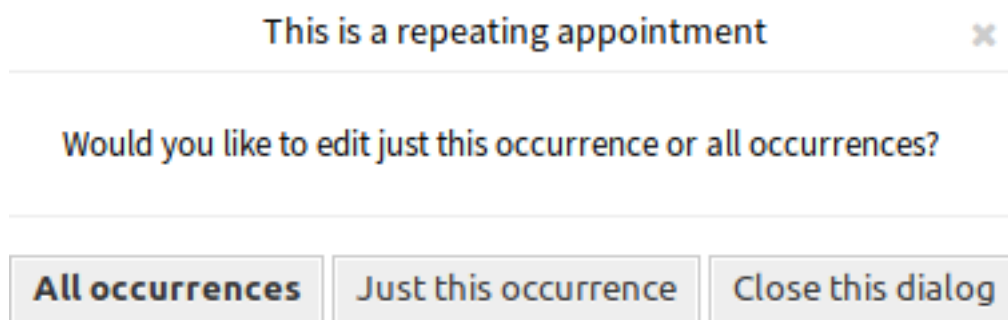 This is a repeating appointment
Would you like to edit just this occurrence or all occurrences?
All occurrences Just this occurrence Close this dialog